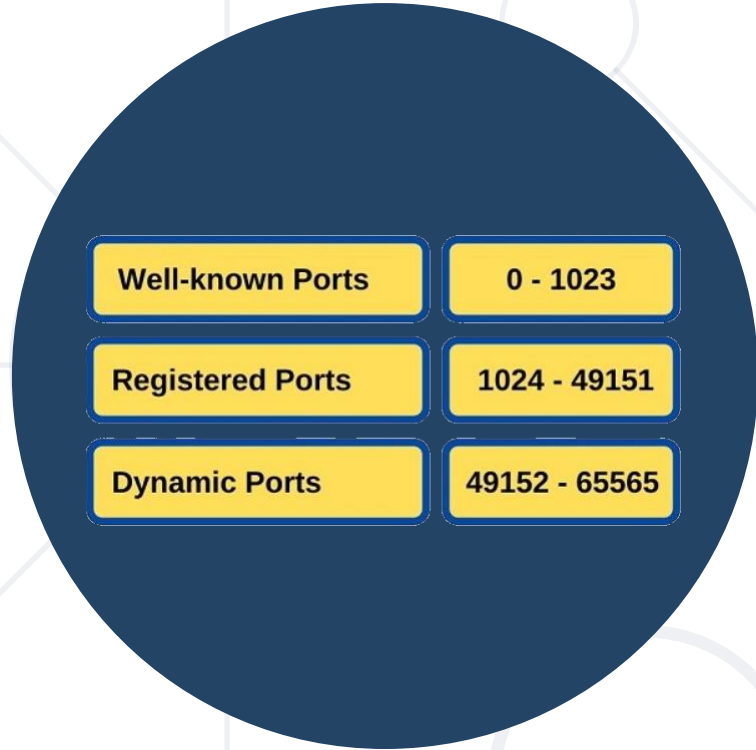 Well-known Ports 0 - 1023
Registered Ports 1024 - 49151
Dynamic Ports 49152 - 65565